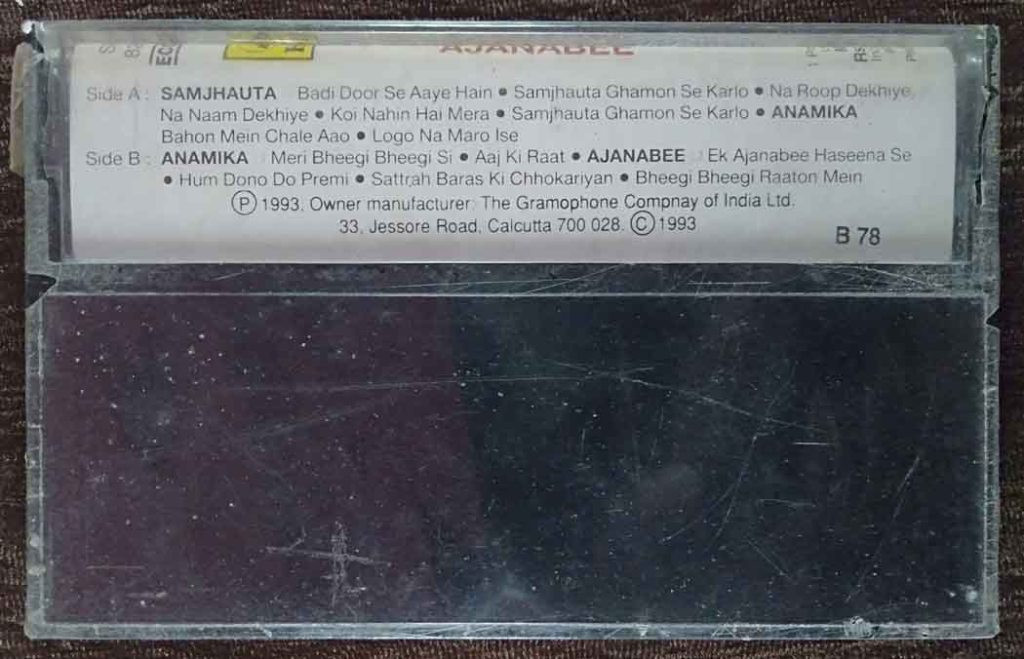 AJANABEE
Side A : SAMJHAUTA Badi Door Se Aaye Hain • Samjhauta Ghamon Se Karlo • Na Roop Dekhiye,
Na Naam Dekhiye • Koi Nahin Hai Mera • Samjhauta Ghamon Se Karlo • ANAMIKA
Bahon Mein Chale Aao • Logo Na Maro Ise
Side B : ANAMIKA Meri Bheegi Bheegi Si • Aaj Ki Raat • AJANABEE Ek Ajanabee Haseena Se
• Hum Dono Do Premi • Sattrah Baras Ki Chhokariyan • Bheegi Bheegi Raaton Mein
Ⓟ 1993. Owner manufacturer: The Gramophone Compnay of India Ltd.
33, Jessore Road, Calcutta 700 028. © 1993
B 78